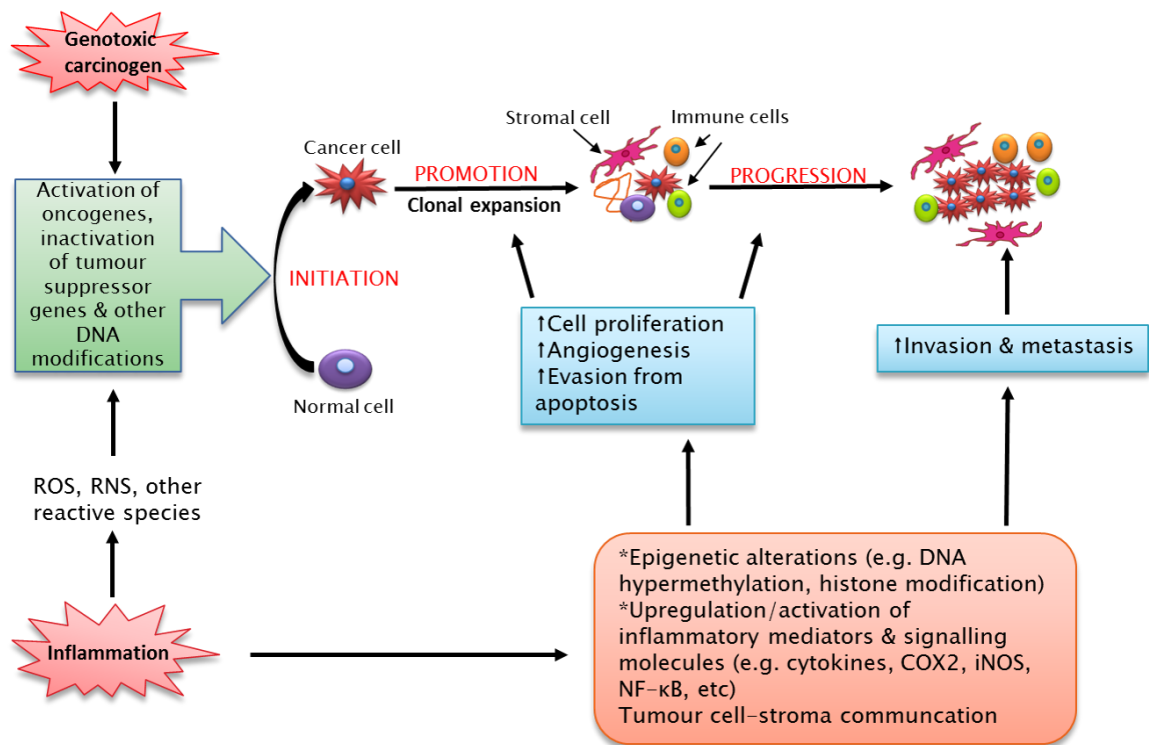 Genotoxic
carcinogen
Activation of
oncogenes,
inactivation
of tumour
suppressor
genes & other
DNA
modifications
ROS, RNS, other
reactive species
Inflammation
INITIATION
Cancer cell
Normal cell
PROMOTION
Clonal expansion
Stromal cell
Immune cells
PROGRESSION
↑Cell proliferation
↑Angiogenesis
↑Evasion from
apoptosis
↑Invasion & metastasis
*Epigenetic alterations (e.g. DNA
hypermethylation, histone modification)
*Upregulation/activation of
inflammatory mediators & signalling
molecules (e.g. cytokines, COX2, iNOS,
NF-κB, etc)
Tumour cell-stroma communcation